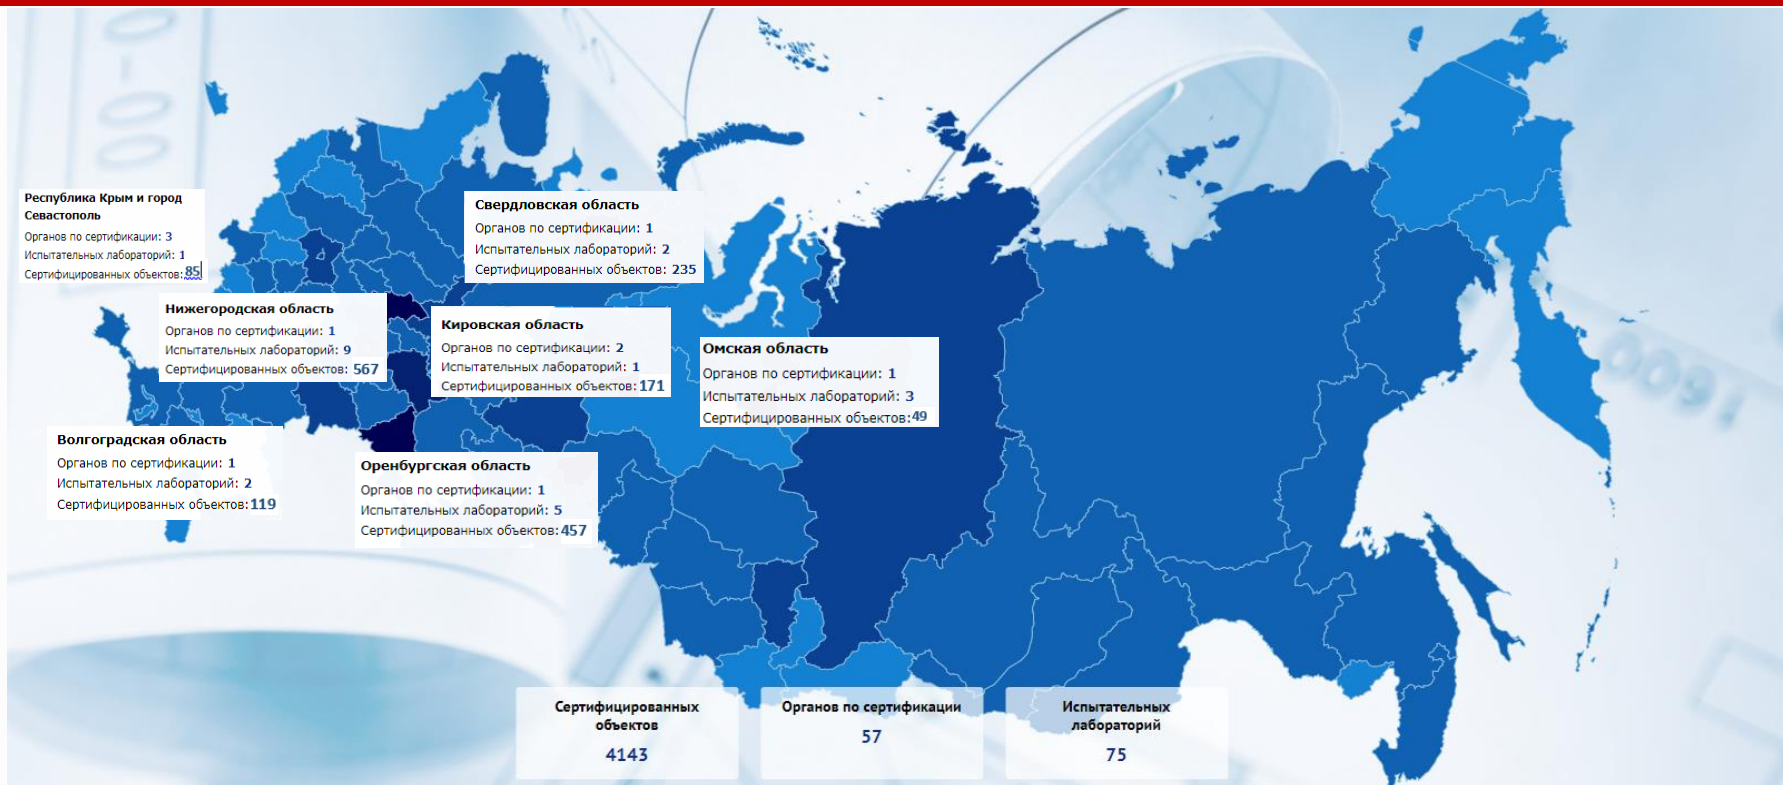 Республика Крым и город
Севастополь
Органов по сертификации: 3
Испытательных лабораторий: 1
Сертифицированных объектов: 85
Свердловская область
Органов по сертификации: 1
Испытательных лабораторий: 2
Сертифицированных объектов: 235
Нижегородская область
Органов по сертификации: 1
Испытательных лабораторий: 9
Сертифицированных объектов: 567
Кировская область
Органов по сертификации: 2
Испытательных лабораторий: 1
Сертифицированных объектов: 171
Омская область
Органов по сертификации: 1
Испытательных лабораторий: 3
Сертифицированных объектов:49
Волгоградская область
Органов по сертификации: 1
Испытательных лабораторий: 2
Сертифицированных объектов:119
Оренбургская область
Органов по сертификации: 1
Испытательных лабораторий: 5
Сертифицированных объектов:457
Сертифицированных
объектов
4143
Органов по сертификации
57
Испытательных
лабораторий
75